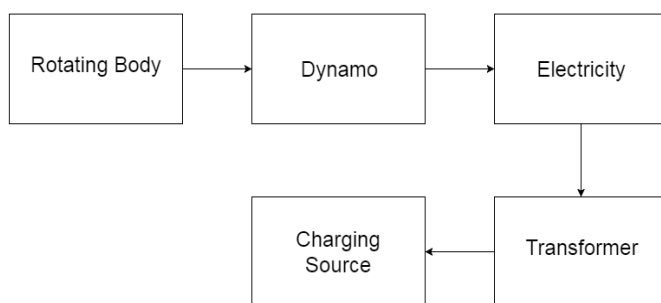 Rotating Body
Dynamo
Electricity
Transformer
Charging
Source